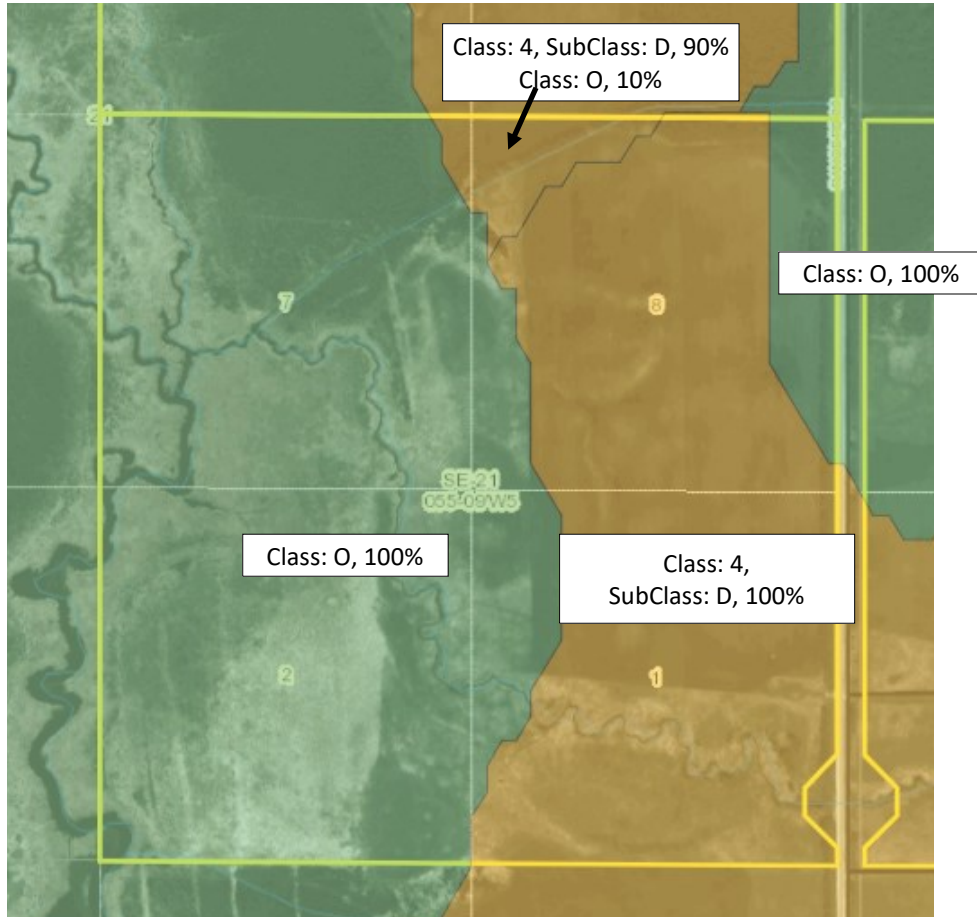 Class: 4, SubClass: D, 90%
Class: O, 10%
21
Class: O, 100%
7
8
SE-21
055-09W5
Class: O, 100%
Class: 4,
SubClass: D, 100%
2
1